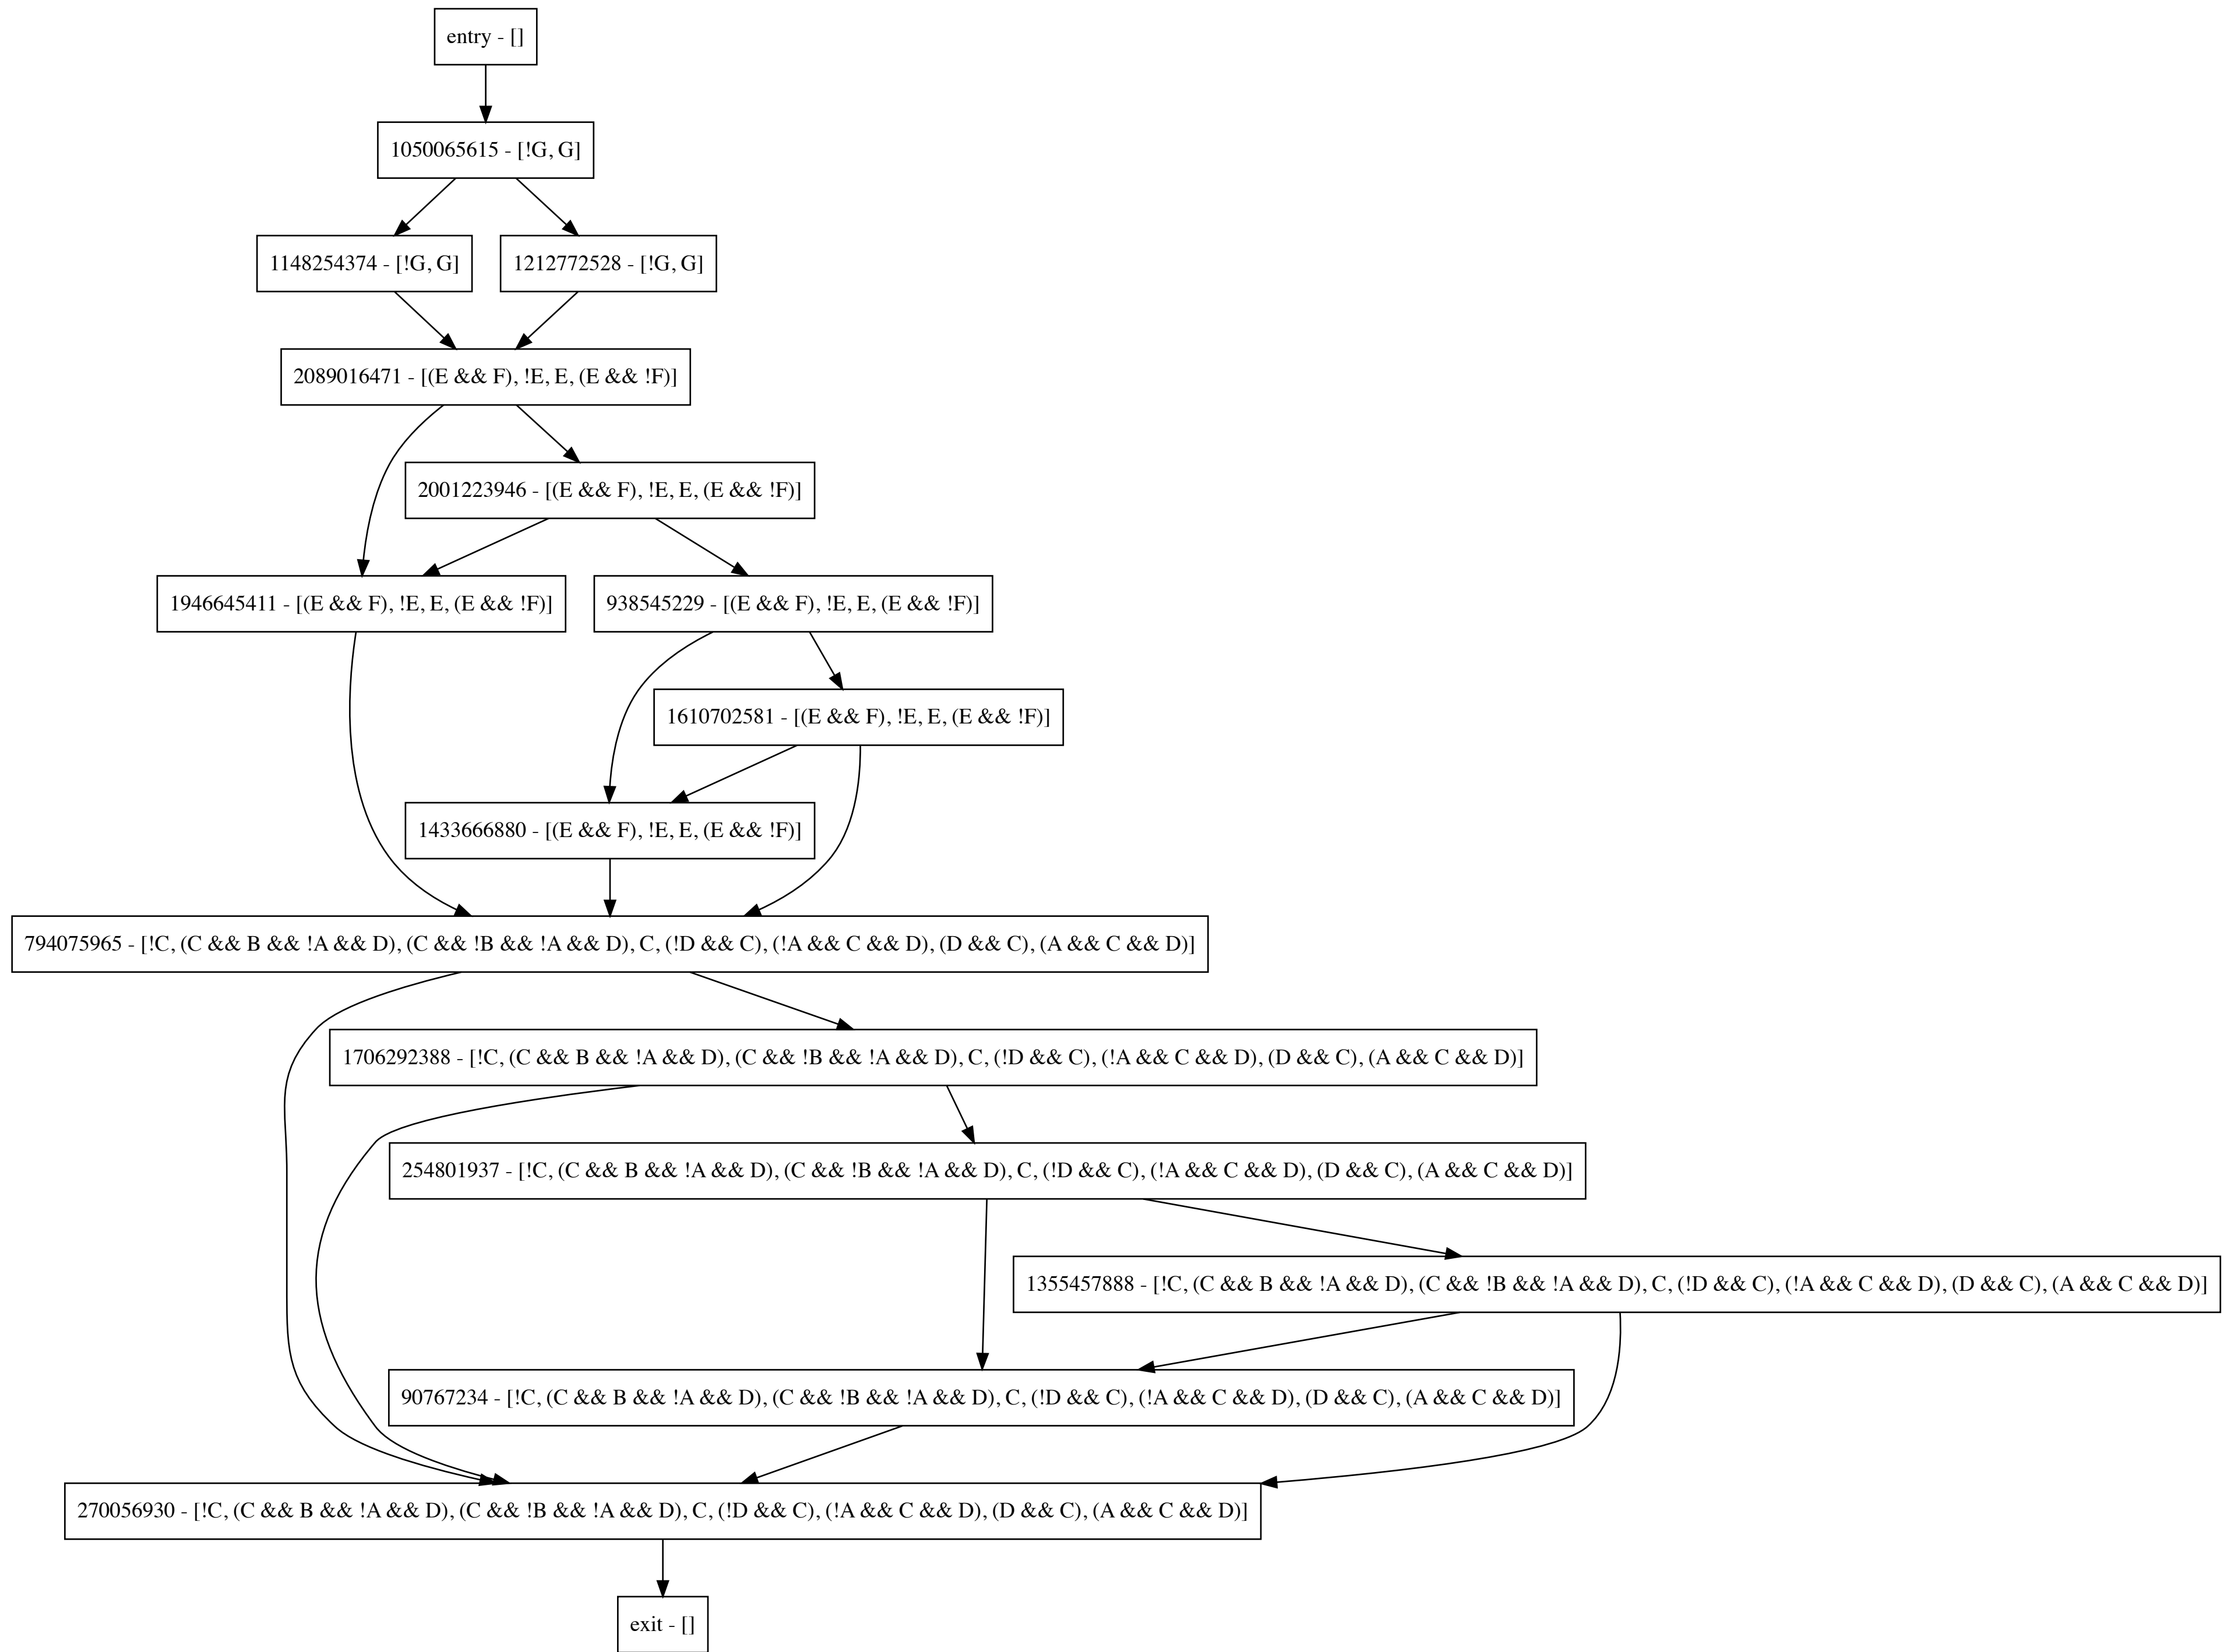 entry - []
1050065615 - [!G, G]
1148254374 - [!G, G]
1212772528 - [!G, G]
2089016471 - [(E && F), !E, E, (E && !F)]
2001223946 - [(E && F), !E, E, (E && !F)]
1946645411 - [(E && F), !E, E, (E && !F)]
938545229 - [(E && F), !E, E, (E && !F)]
1610702581 - [(E && F), !E, E, (E && !F)]
1433666880 - [(E && F), !E, E, (E && !F)]
794075965 - [!C, (C && B && !A && D), (C && !B && !A && D), C, (!D && C), (!A && C && D), (D && C), (A && C && D)]
1706292388 - [!C, (C && B && !A && D), (C && !B && !A && D), C, (!D && C), (!A && C && D), (D && C), (A && C && D)]
254801937 - [!C, (C && B && !A && D), (C && !B && !A && D), C, (!D && C), (!A && C && D), (D && C), (A && C && D)]
1355457888 - [!C, (C && B && !A && D), (C && !B && !A && D), C, (!D && C), (!A && C && D), (D && C), (A && C && D)]
90767234 - [!C, (C && B && !A && D), (C && !B && !A && D), C, (!D && C), (!A && C && D), (D && C), (A && C && D)]
270056930 - [!C, (C && B && !A && D), (C && !B && !A && D), C, (!D && C), (!A && C && D), (D && C), (A && C && D)]
exit - []